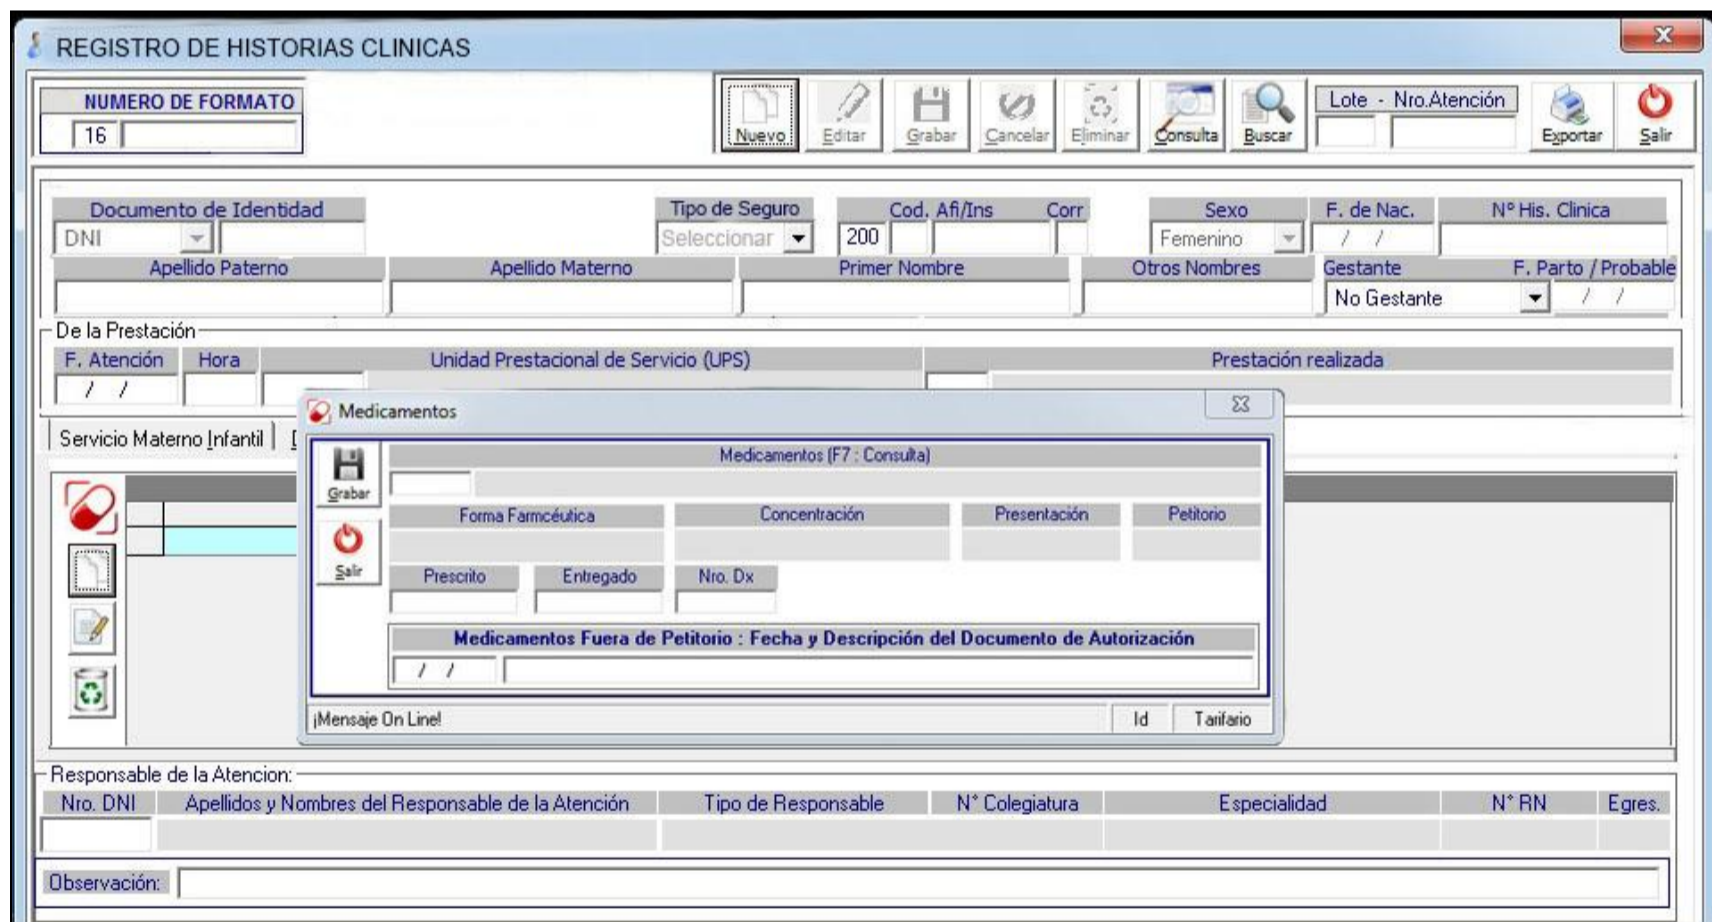 REGISTRO DE HISTORIAS CLINICAS
NUMERO DE FORMATO
16
Nuevo Editar Grabar Cancelar Eliminar Consulta Buscar
Lote - Nro.Atención
Exportar Salir
Documento de Identidad Tipo de Seguro Cod. Afi/Ins Corr Sexo F. de Nac. Nº His. Clinica
DNI Seleccionar 200 Femenino / /
Apellido Paterno Apellido Materno Primer Nombre Otros Nombres Gestante F. Parto / Probable
No Gestante / /
De la Prestación
F. Atención Hora Unidad Prestacional de Servicio (UPS) Prestación realizada
/ /
Servicio Materno Infantil
Medicamentos
Grabar
Salir
Medicamentos (F7 : Consulta)
Forma Farmcéutica Concentración Presentación Petitorio
Prescrito Entregado Nro. Dx
Medicamentos Fuera de Petitorio : Fecha y Descripción del Documento de Autorización
/ /
¡Mensaje On Line! Id Tarifario
Responsable de la Atencion:
Nro. DNI Apellidos y Nombres del Responsable de la Atención Tipo de Responsable N° Colegiatura Especialidad N° RN Egres.
Observación: